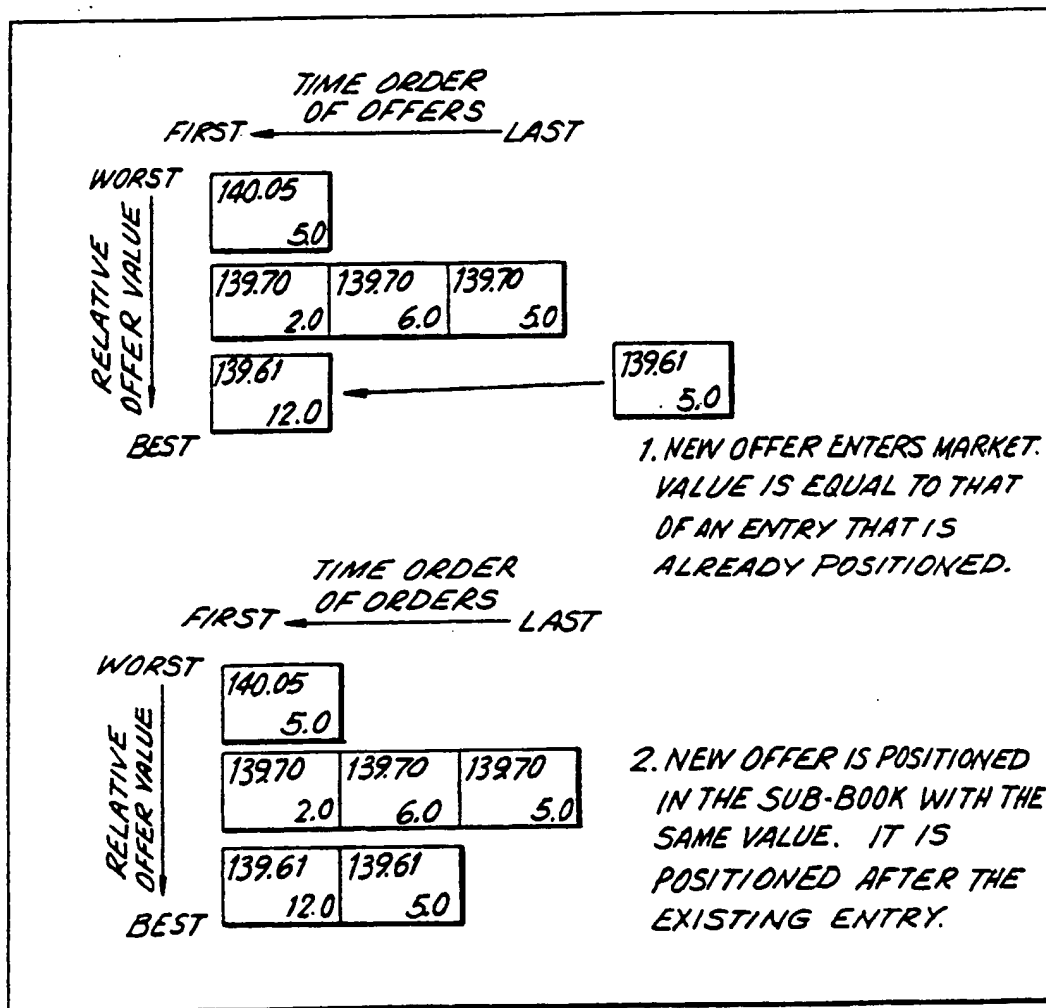 TIME ORDER
OF OFFERS
FIRST LAST
WORST
RELATIVE
OFFER VALUE
BEST
140.05
5.0
139.70 139.70 139.70
2.0 6.0 5.0
139.61 139.61
12.0 5.0
1. NEW OFFER ENTERS MARKET.
VALUE IS EQUAL TO THAT
OF AN ENTRY THAT IS
ALREADY POSITIONED.
TIME ORDER
OF ORDERS
FIRST LAST
WORST
RELATIVE
OFFER VALUE
BEST
140.05
5.0
139.70 139.70 139.70
2.0 6.0 5.0
139.61 139.61
12.0 5.0
2. NEW OFFER IS POSITIONED
IN THE SUB-BOOK WITH THE
SAME VALUE. IT IS
POSITIONED AFTER THE
EXISTING ENTRY.